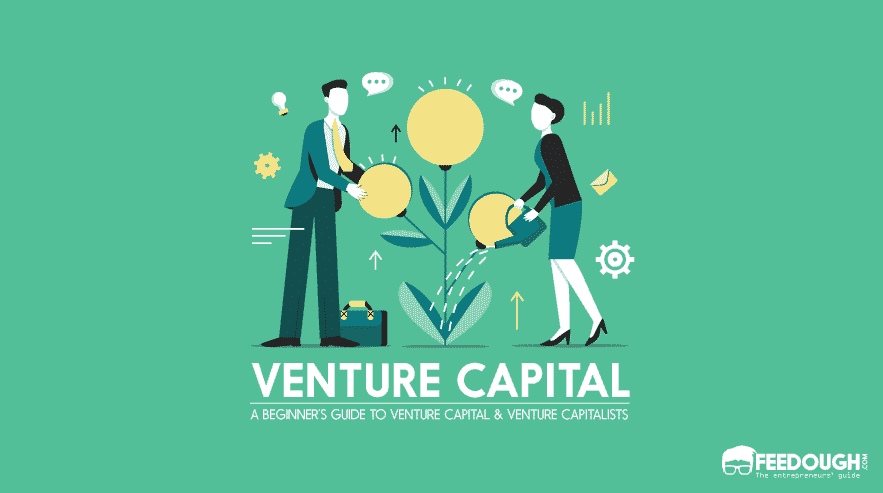 VENTURE CAPITAL
A BEGINNER'S GUIDE TO VENTURE CAPITAL & VENTURE CAPITALISTS
FEEDOUGH.COM
The entrepreneurs' guide